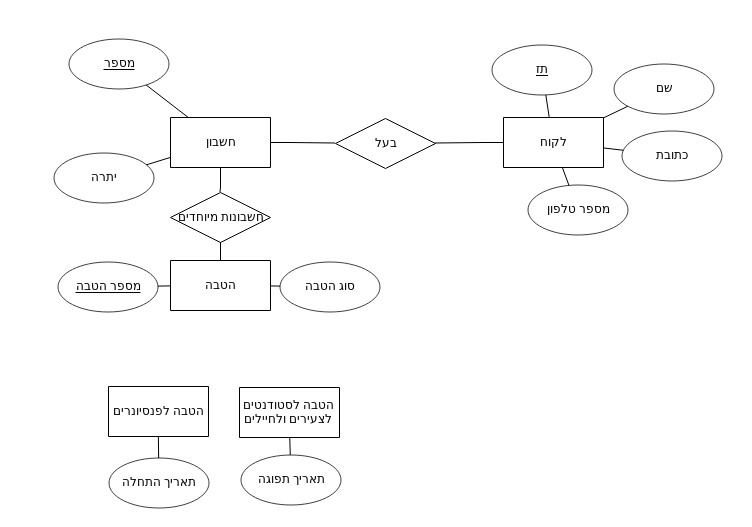 מספר
תז
שם
חשבון
בעל
לקוח
כתובת
יתרה
חשבונות מיוחדים
מספר טלפון
מספר הטבה
הטבה
סוג הטבה
הטבה לפנסיונרים
הטבה לסטודנטים
לצעירים ולחיילים
תאריך התחלה
תאריך תפוגה